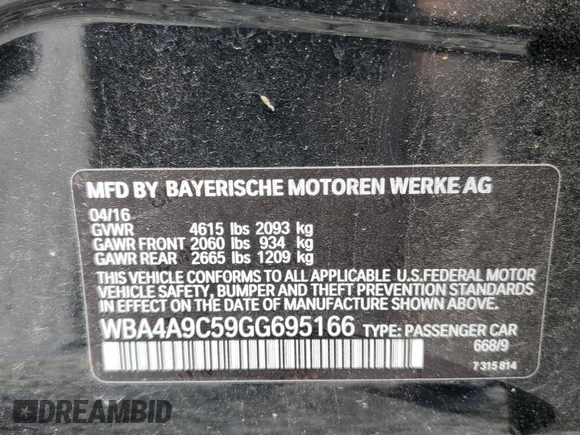 MFD BY BAYERISCHE MOTOREN WERKE AG
04/16
GVWR 4615 lbs 2093 kg
GAWR FRONT 2060 lbs 934 kg
GAWR REAR 2665 lbs 1209 kg
THIS VEHICLE CONFORMS TO ALL APPLICABLE U.S.FEDERAL MOTOR
VEHICLE SAFETY, BUMPER AND THEFT PREVENTION STANDARDS
IN EFFECT ON THE DATE OF MANUFACTURE SHOWN ABOVE.
WBA4A9C59GG695166 TYPE: PASSENGER CAR
668/9
7 315 814
DREAMBID